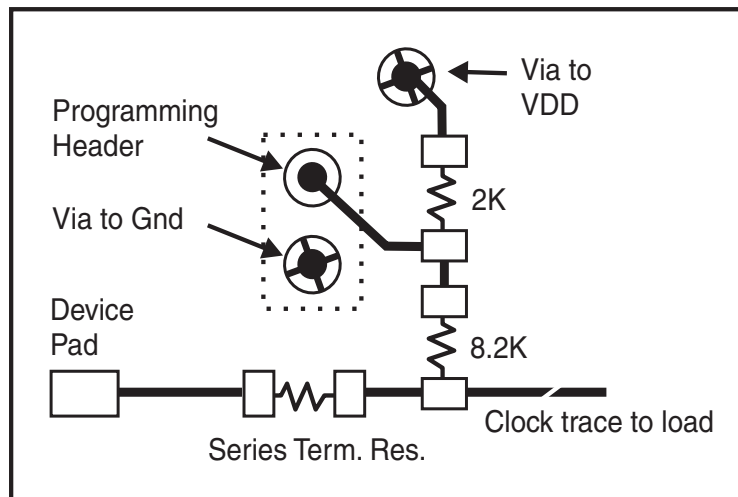 Via to
VDD
Programming
Header
2K
Via to Gnd
Device
Pad
8.2K
Clock trace to load
Series Term. Res.